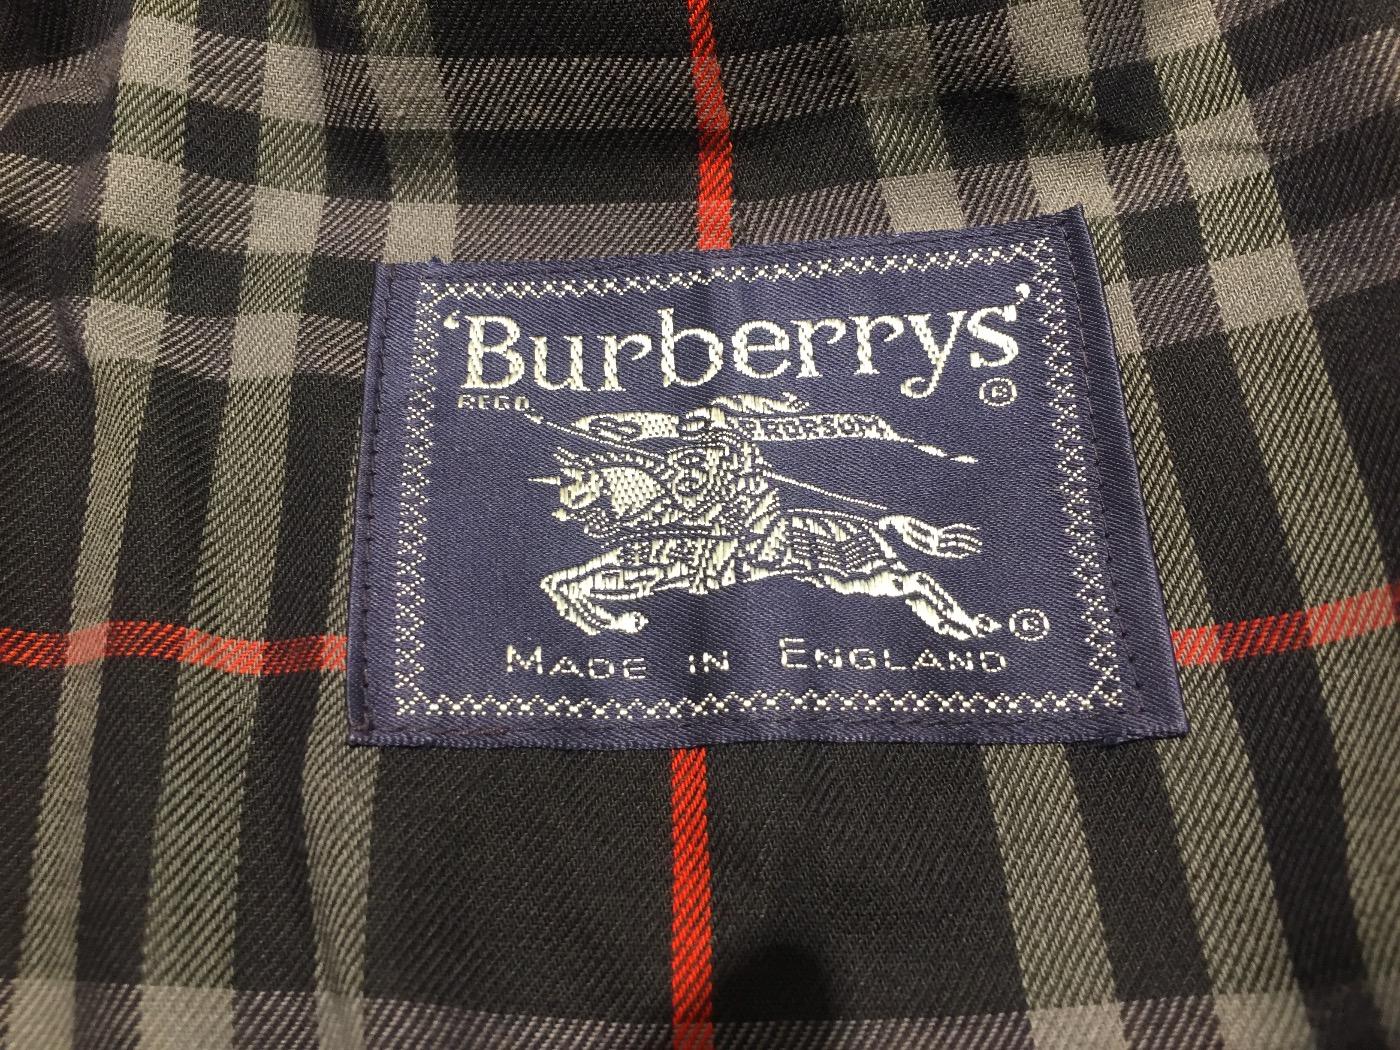 ‘Burberrys’
REGD
®
PRORSUM
©
MADE IN ENGLAND